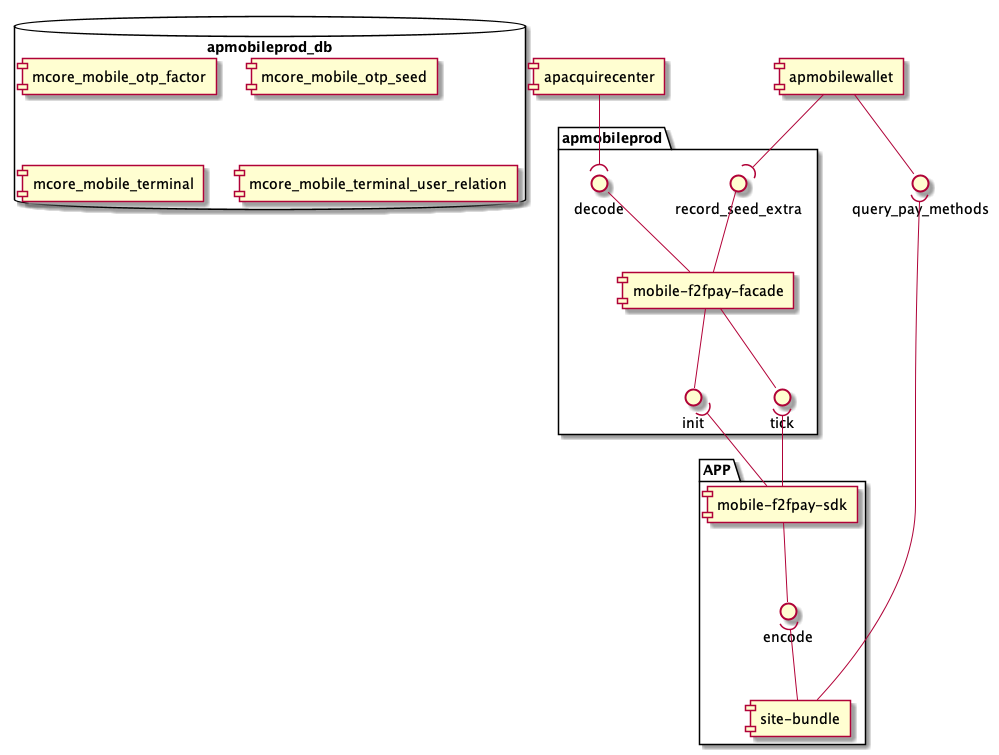 apmobileprod_db
mcore_mobile_otp_factor
mcore_mobile_otp_seed
apacquirecenter
apmobilewallet
apmobileprod
mcore_mobile_terminal
mcore_mobile_terminal_user_relation
decode
record_seed_extra
query_pay_methods
mobile-f2fpay-facade
init
tick
APP
mobile-f2fpay-sdk
encode
site-bundle